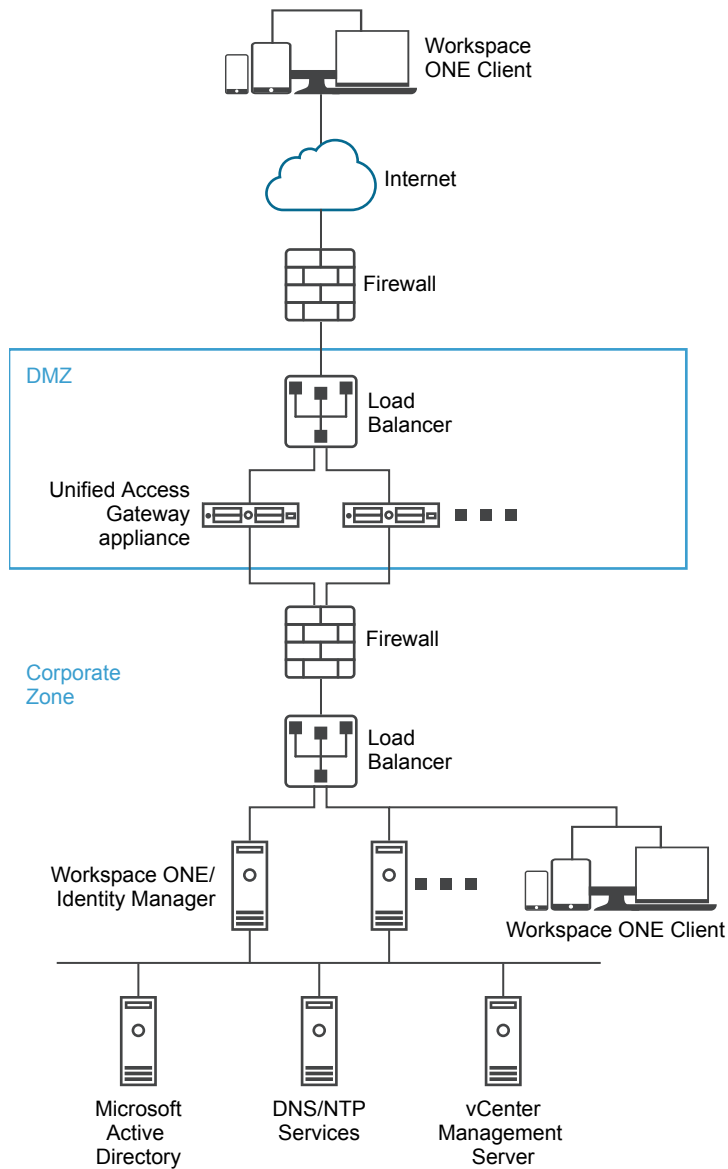 Workspace
ONE Client
Internet
Firewall
DMZ
Load
Balancer
Unified Access
Gateway
appliance
Firewall
Corporate
Zone
Load
Balancer
Workspace ONE/
Identity Manager
Workspace ONE Client
Microsoft
Active
Directory
DNS/NTP
Services
vCenter
Management
Server